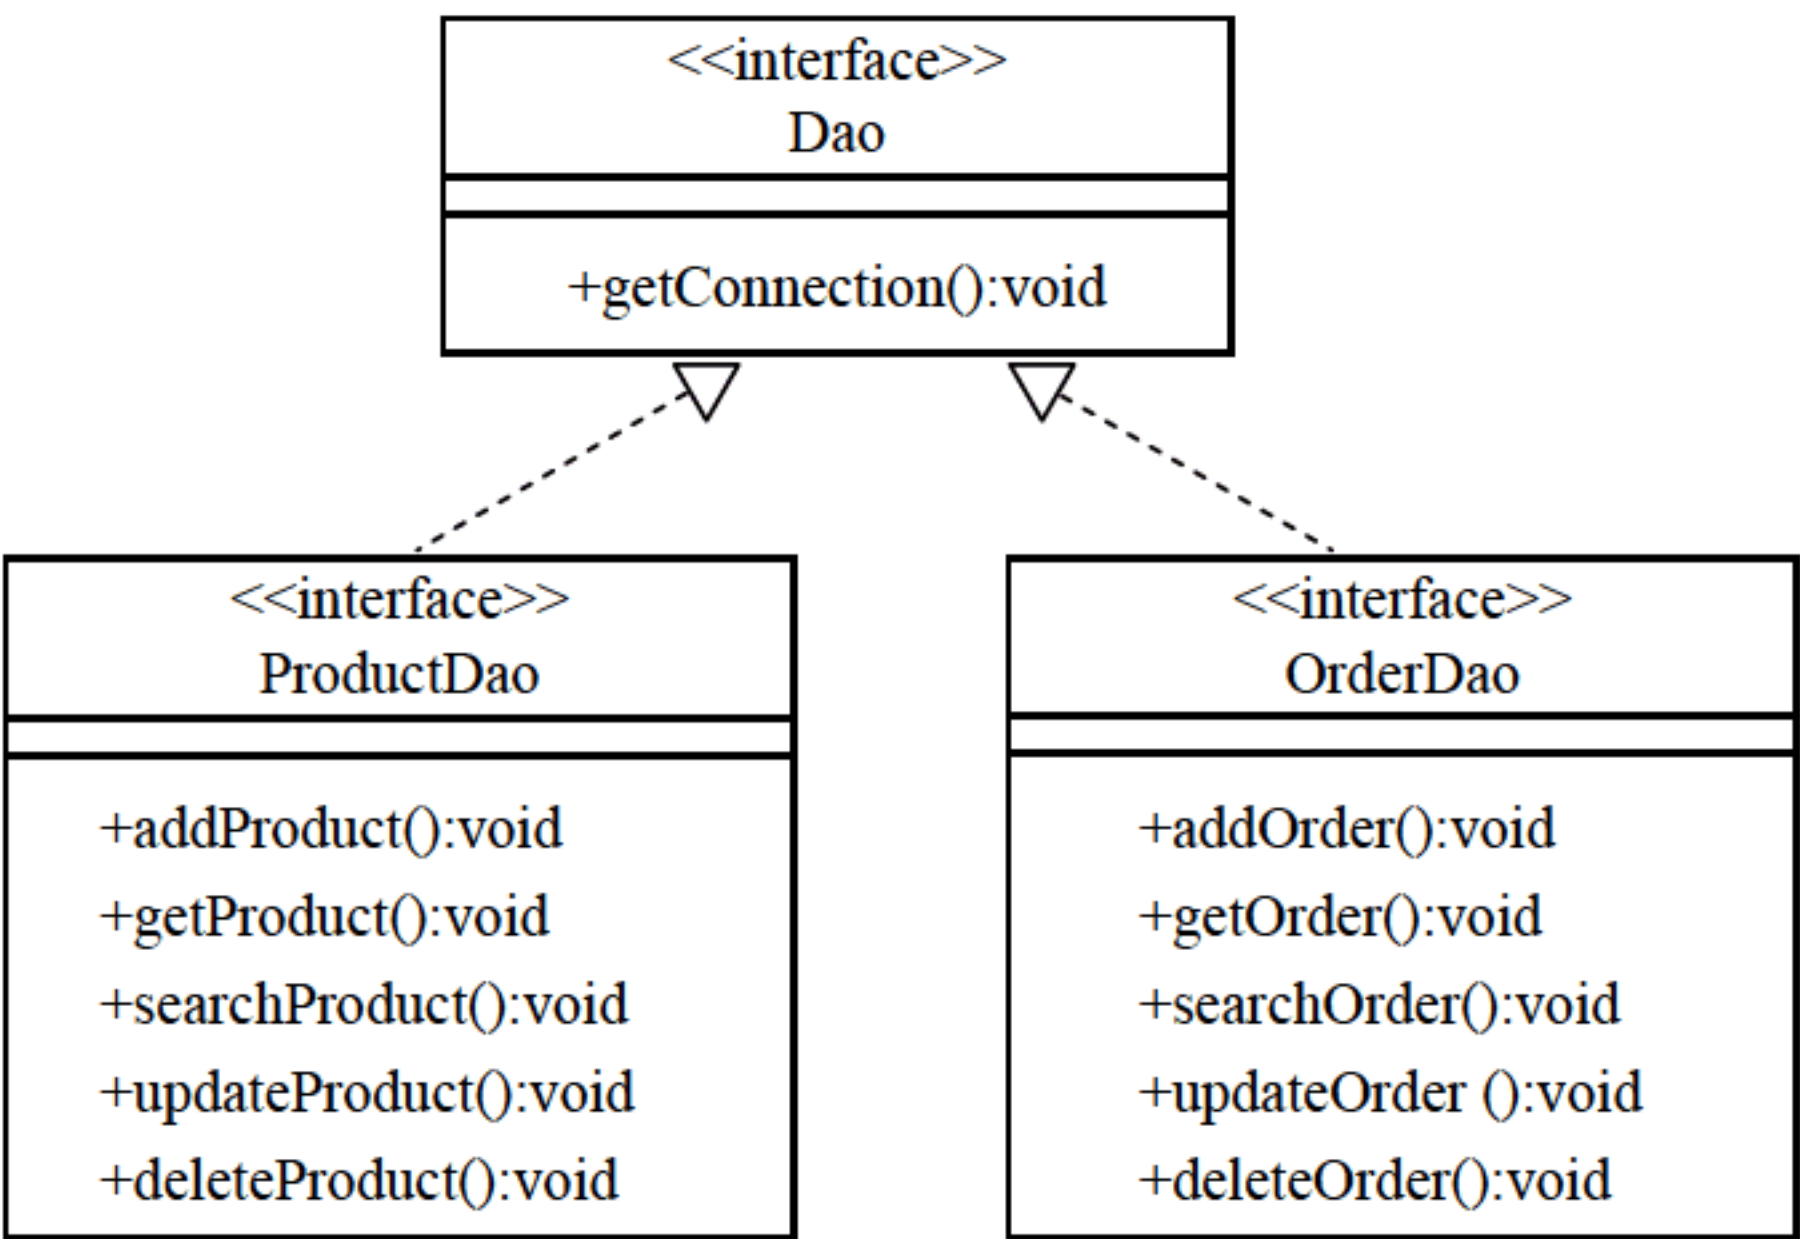 <<interface>>
Dao
+getConnection():void
<<interface>>
ProductDao
+addProduct():void
+getProduct():void
+searchProduct():void
+updateProduct():void
+deleteProduct():void
<<interface>>
OrderDao
+addOrder():void
+getOrder():void
+searchOrder():void
+updateOrder ():void
+deleteOrder():void